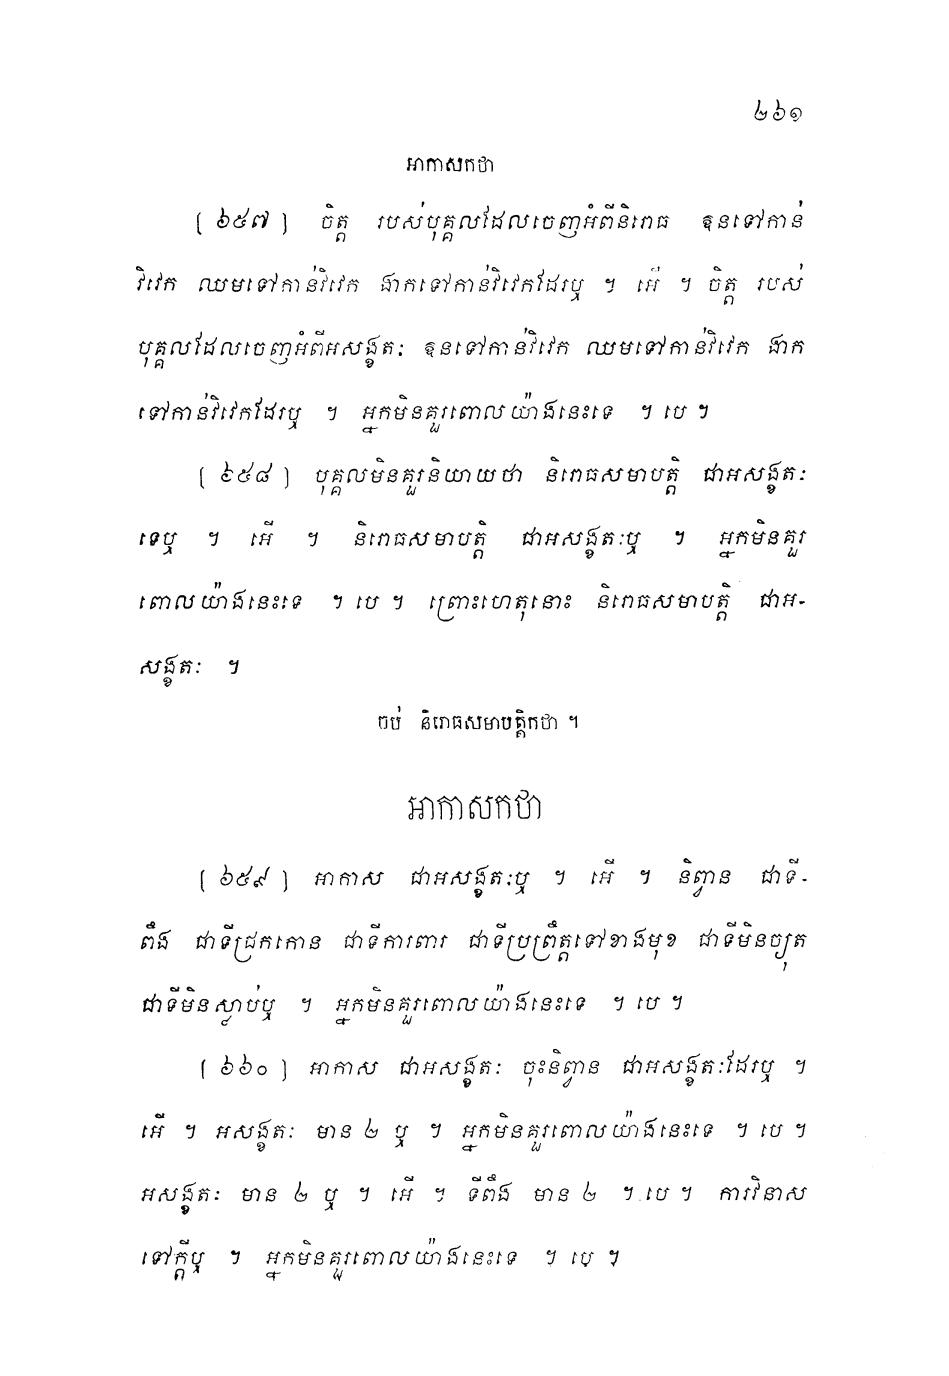 ២៦១
អាកាសកថា
[ ៦៥៧ ] ចិត្ត របស់បុគ្គលដែលចេញអំពីនិរោធ ឱនទៅកាន់
វិវេក ឈមទៅកាន់វិវេក ងាកទៅកាន់វិវេកដែរឬ ។ អើ ។ ចិត្ត របស់
បុគ្គលដែលចេញអំពីអសង្ខតៈ ឱនទៅកាន់វិវេក ឈមទៅកាន់វិវេក ងាក
ទៅកាន់វិវេកដែរឬ ។ អ្នកមិនគួរពោលយ៉ាងនេះទេ ។ បេ ។
[ ៩៥៨ ] បុគ្គលមិនគួរនិយាយថា និរោធសមាបត្តិ ជាអសង្ខតៈ
ទេឬ ។ អើ ។ និរោធសមាបត្តិ ជាអសង្ខតៈឬ ។ អ្នកមិនគួរ
ពោលយ៉ាងនេះទេ ។ បេ ។ ព្រោះហេតុនោះ និរោធសមាបត្តិ ជាអ-
សង្ខតៈ ។
ចប់ និរោធសមាបត្តិកថា ។
អាកាសកថា
[ ៦៥៩ ] អាកាស ជាអសង្ខតៈឬ ។ អើ ។ និព្វាន ជាទី-
ពឹង ជាទីជ្រកកោន ជាទីការពារ ជាទីប្រព្រឹត្តទៅខាងមុខ ជាទីមិនច្យុត
ជាទីមិនស្លាប់ឬ ។ អ្នកមិនគួរពោលយ៉ាងនេះទេ ។ បេ ។
[ ៦៦០ ] អាកាស ជាអសង្ខតៈ ចុះនិព្វាន ជាអសង្ខតៈដែរឬ ។
អើ ។ អសង្ខតៈ មាន ២ ឬ ។ អ្នកមិនគួរពោលយ៉ាងនេះទេ ។ បេ ។
អសង្ខតៈ មាន ២ ឬ ។ អើ ។ ទីពឹង មាន ២ ។ បេ ។ ការវិនាស
ទៅក្តីឬ ។ អ្នកមិនគួរពោលយ៉ាងនេះទេ ។ បេ ។